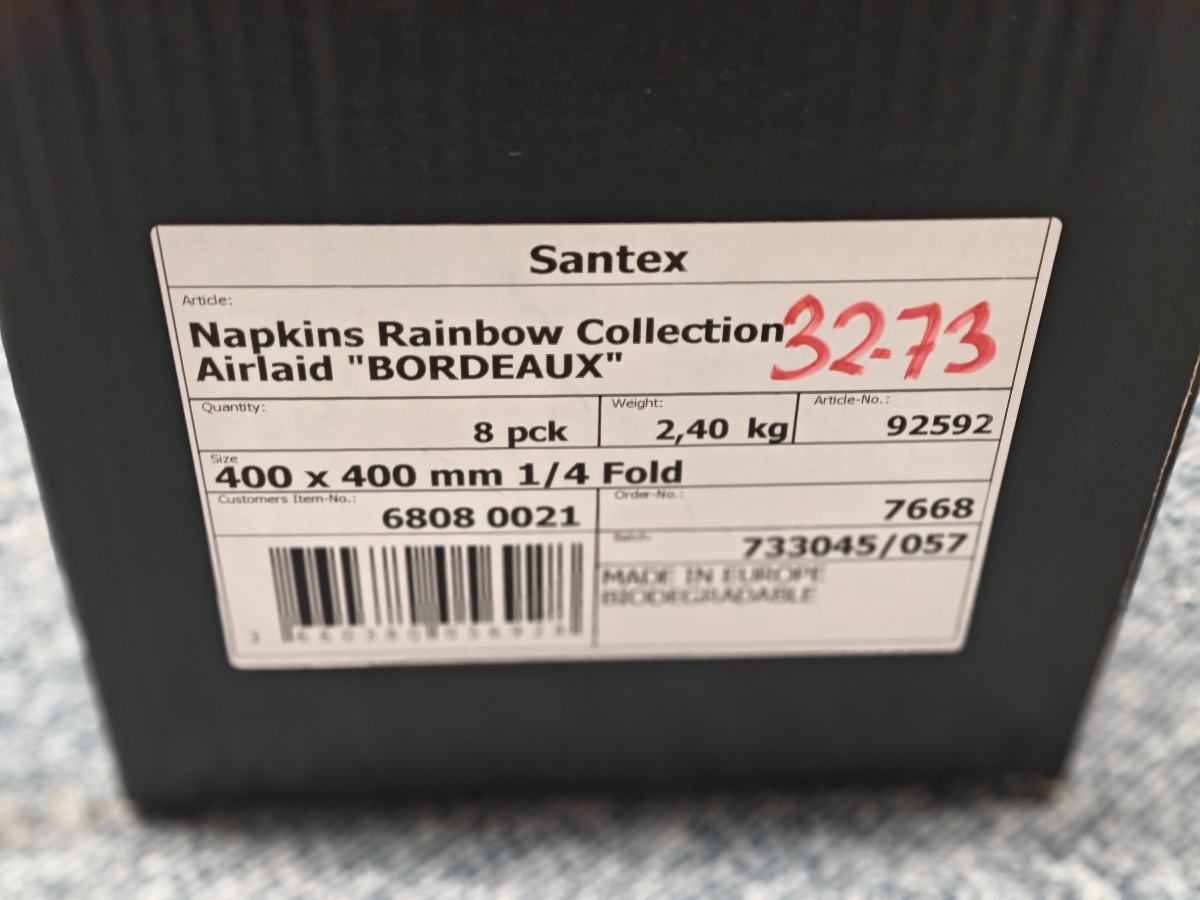 Santex
Article:
Napkins Rainbow Collection
Airlaid "BORDEAUX"
32-73
Quantity:
8 pck
Weight:
2,40 kg
Article-No.:
92592
Size
400 x 400 mm 1/4 Fold
Customers Item-No.:
6808 0021
Order-No.:
7668
Batch:
733045/057
MADE IN EUROPE
BIODEGRADABLE